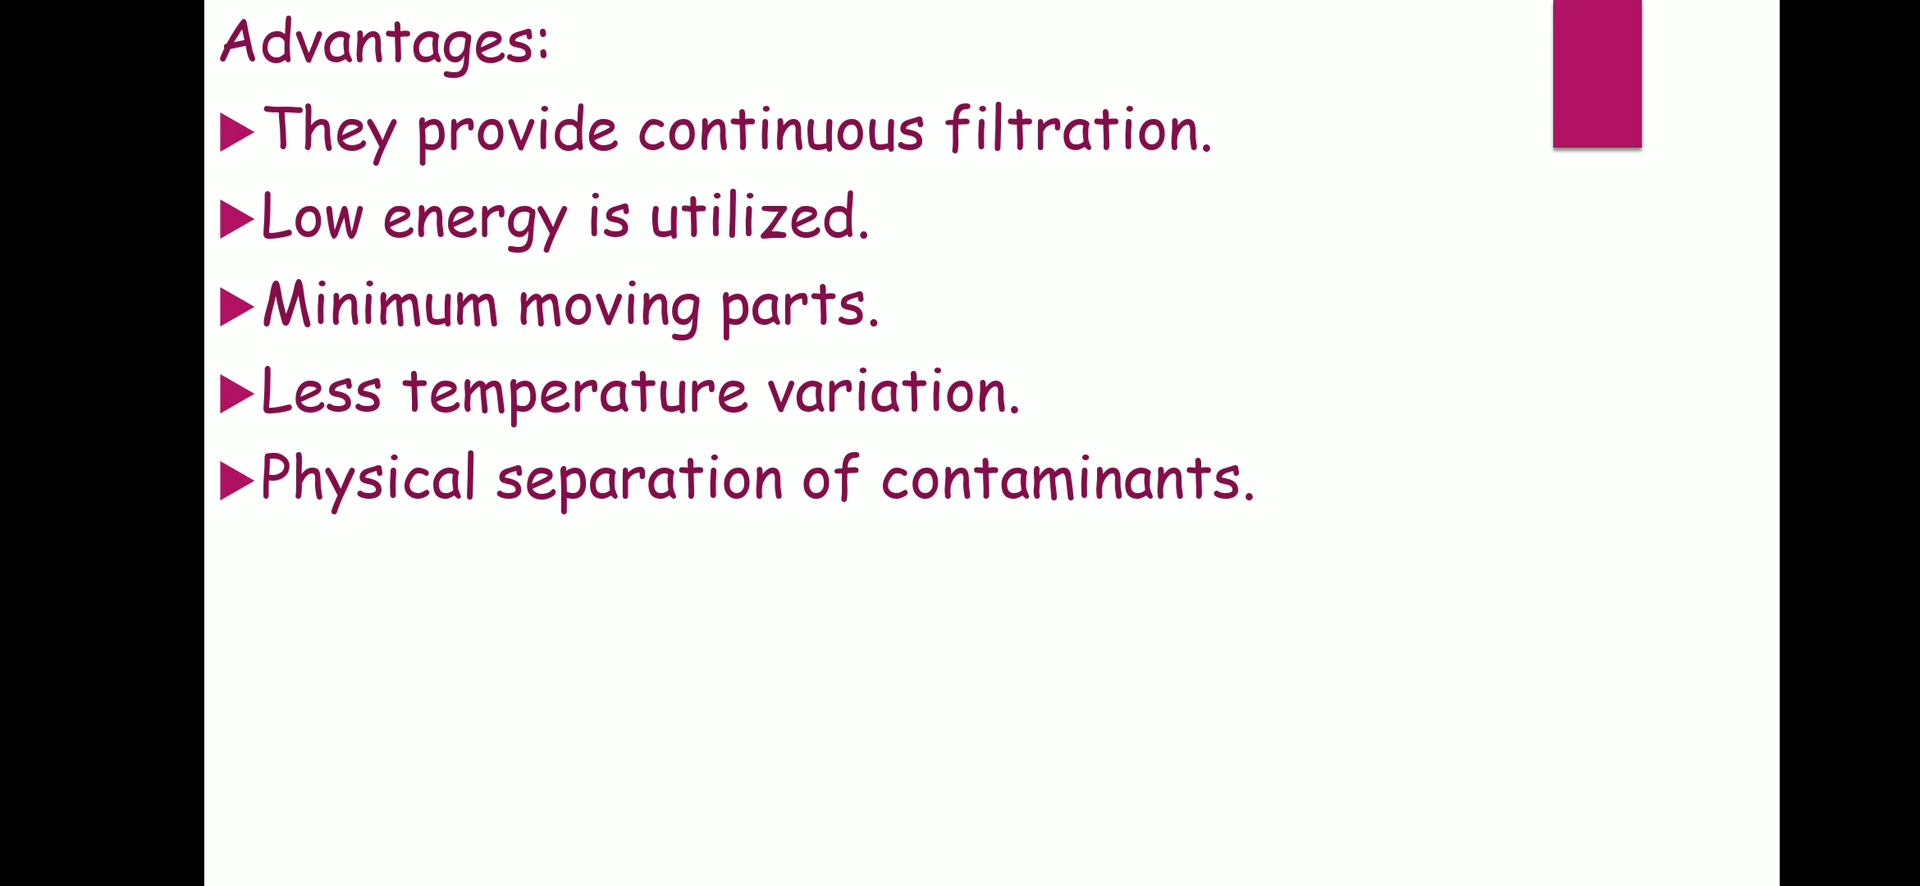 Advantages:
▶They provide continuous filtration.
▶Low energy is utilized.
▶Minimum moving parts.
▶Less temperature variation.
▶Physical separation of contaminants.